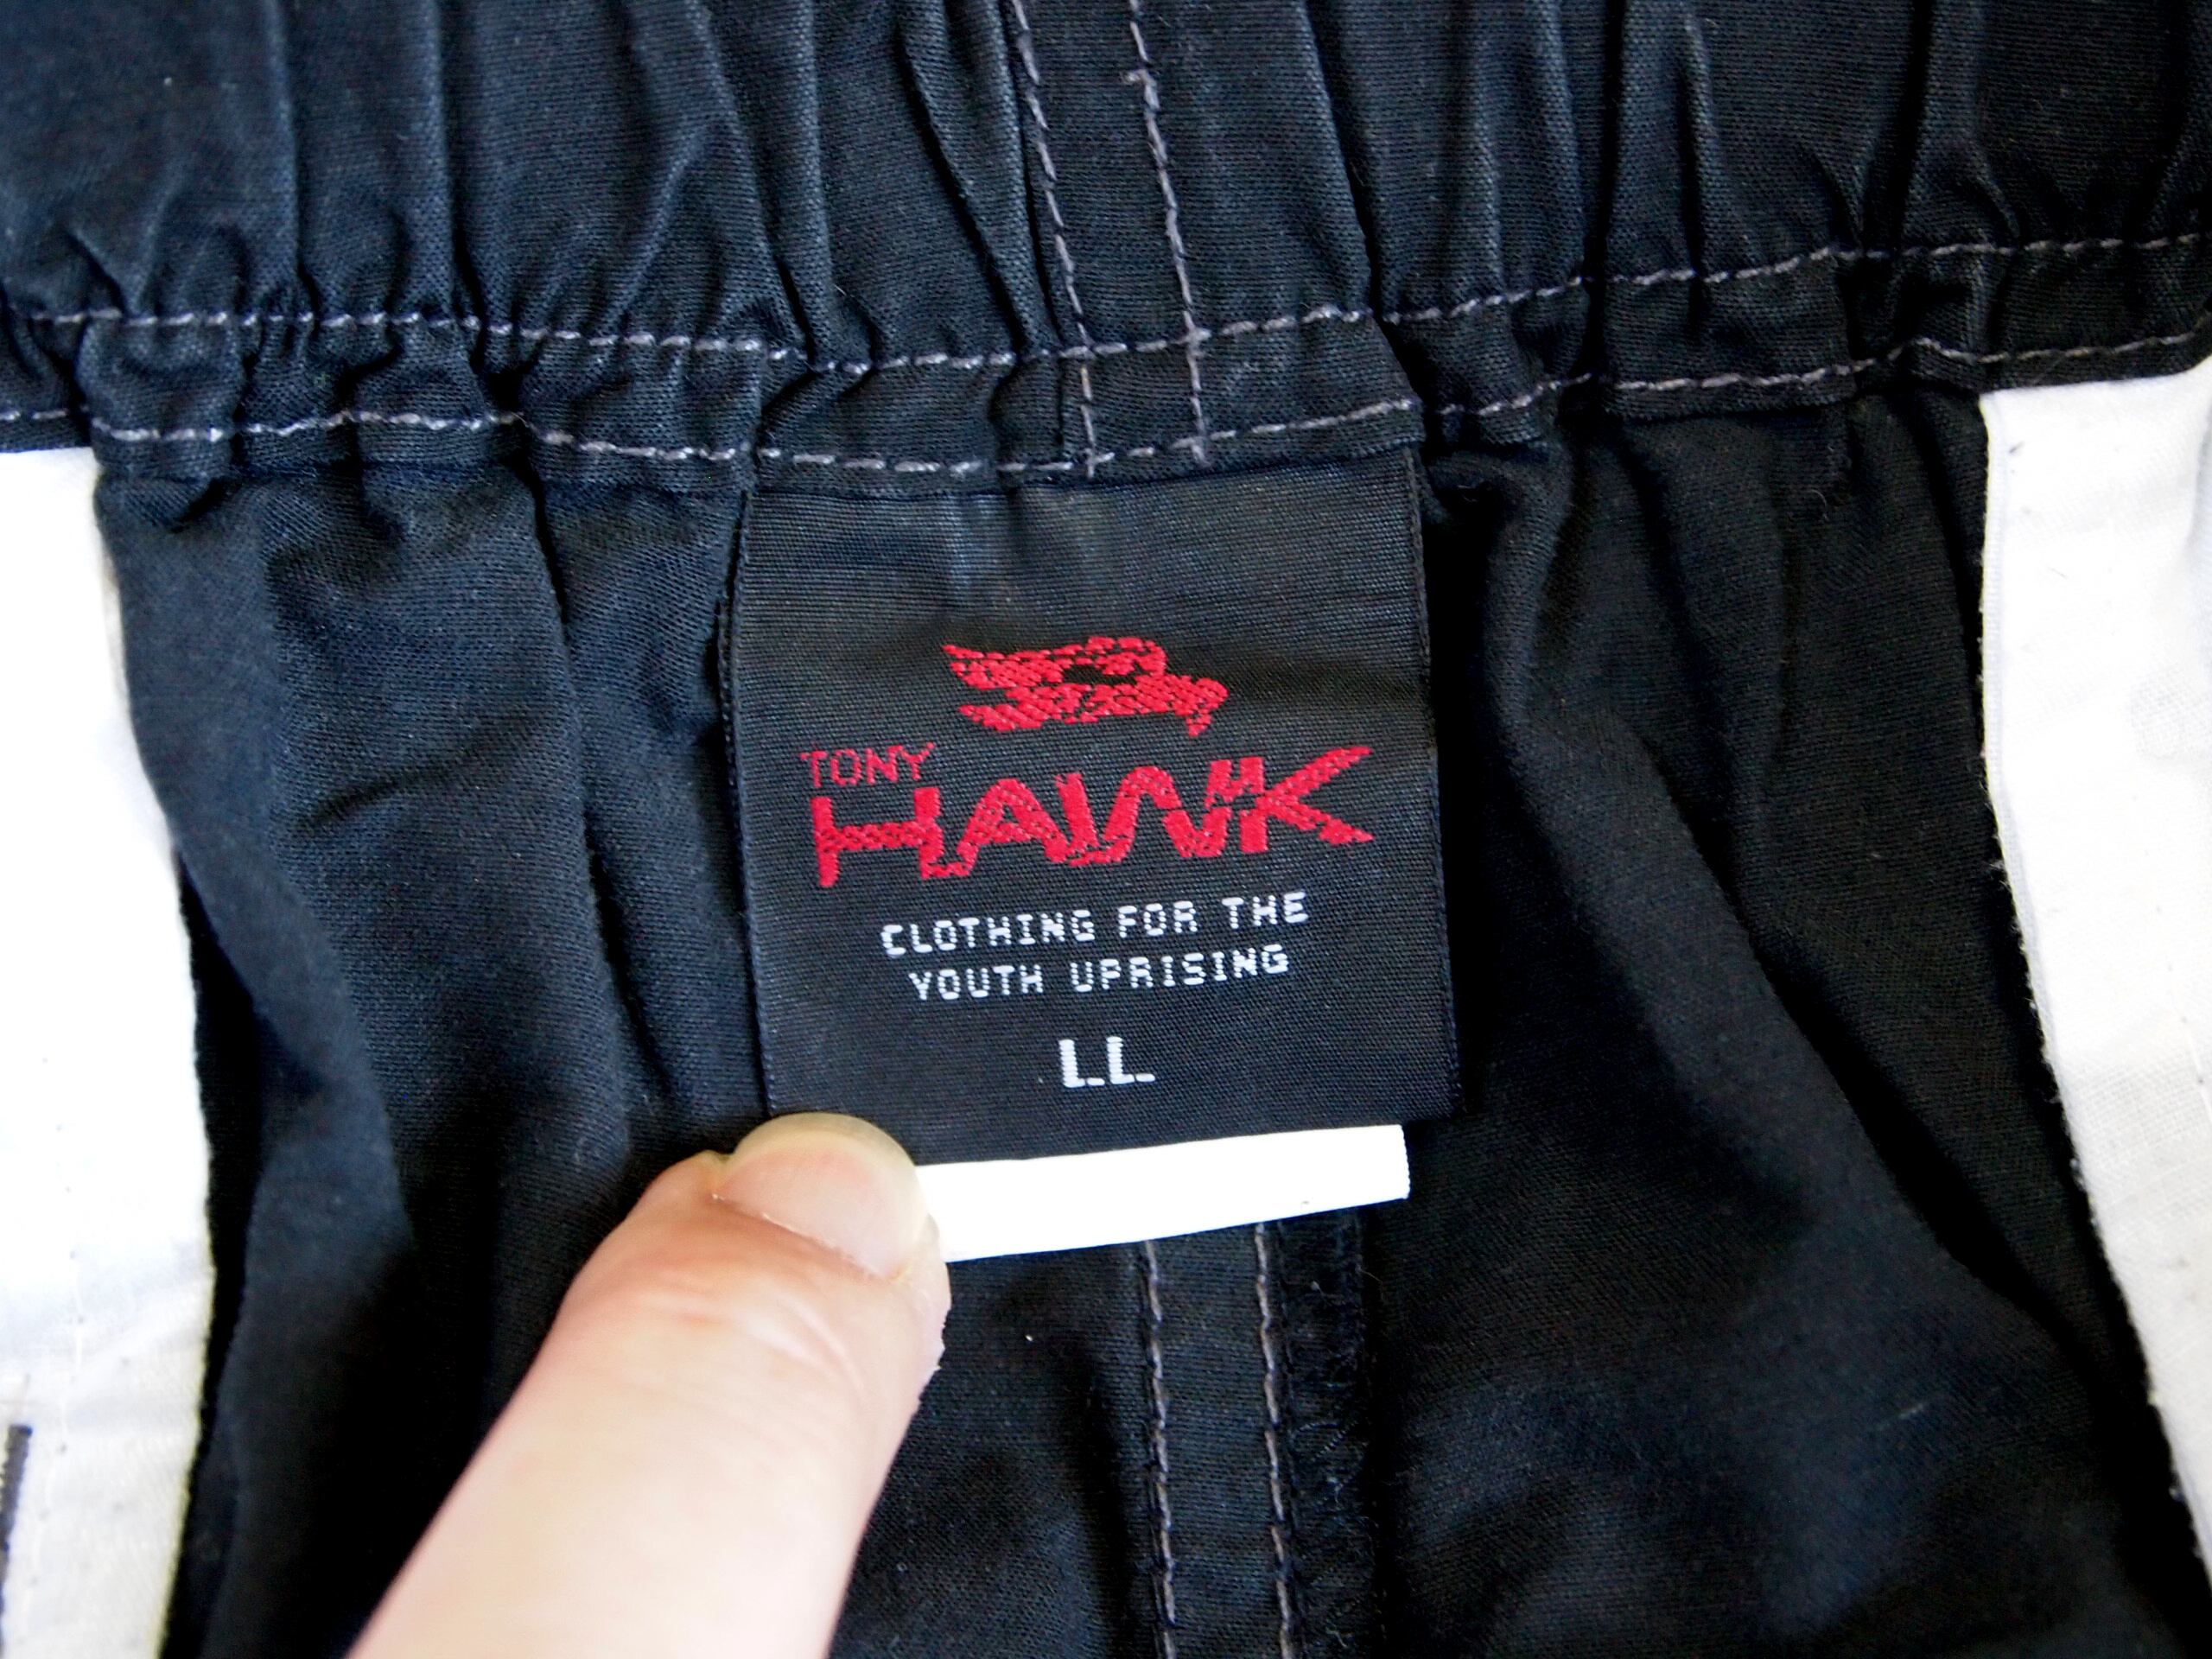 TONY
HAWK
CLOTHING FOR THE
YOUTH UPRISING
LL